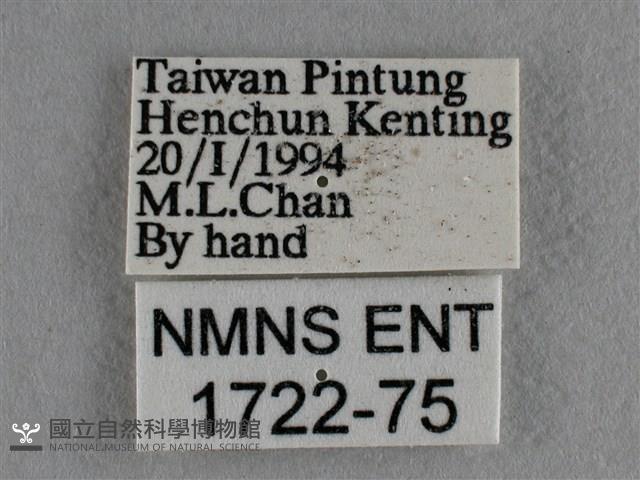 Taiwan Pintung
Henchun Kenting
20/I/1994
M.L.Chan
By hand
NMNS ENT
1722-75
國立自然科學博物館
NATIONAL MUSEUM OF NATURAL SCIENCE